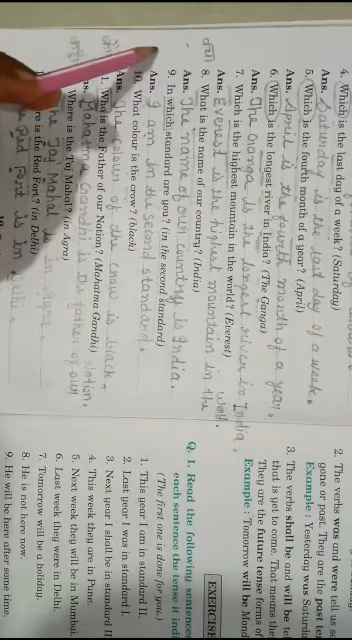 4. Which is the last day of a week? (Saturday)
Ans. Saturday is the last day of a week.
5. Which is the fourth month of a year? (April)
Ans. April is the fourth month of a year.
6. Which is the longest river in India? (The Ganga)
Ans. The Ganga is the longest river in India.
7. Which is the highest mountain in the world? (Everest)
Ans. Everest is the highest mountain in the world.
8. What is the name of our country? (India)
Ans. The name of our country is India.
9. In which standard are you? (in the second standard)
Ans. I am in the second standard.
10. What colour is the crow? (black)
Ans. The colour of the crow is black.
1. Who is the Father of our Nation? (Mahatma Gandhi)
Mahatma Gandhi is the father of our Nation.
Where is the Taj Mahal? (in Agra)
The Taj Mahal is in Agra.
re is the Red Fort? (in Delhi)
Red Fort is in Delhi.
2. The verbs was and were tell us
gone or past. They are the past
Example : Yesterday was Saturda
3. The verbs shall be and will be
that is yet to come. That means the
They are the future tense forms of
Example : Tomorrow will be Mond
EXERCISE
Q. 1. Read the following sentences
each sentence the tense it indi
(The first one is done for you.)
1. This year I am in standard II.
2. Last year I was in standard I.
3. Next year I shall be in standard II
4. This week they are in Pune.
5. Next week they will be in Mumbai.
6. Last week they were in Delhi.
7. Tomorrow will be a holiday.
8. He is not here now.
9. He will be here after some time.